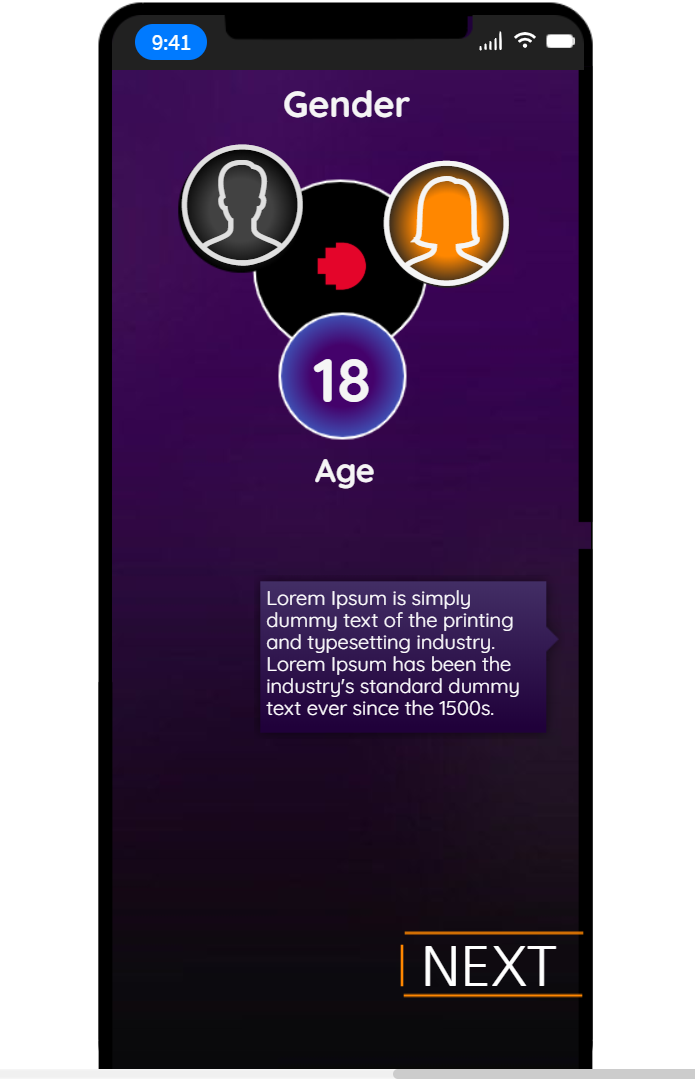 9:41
Gender
18
Age
Lorem Ipsum is simply
dummy text of the printing
and typesetting industry.
Lorem Ipsum has been the
industry's standard dummy
text ever since the 1500s.
NEXT